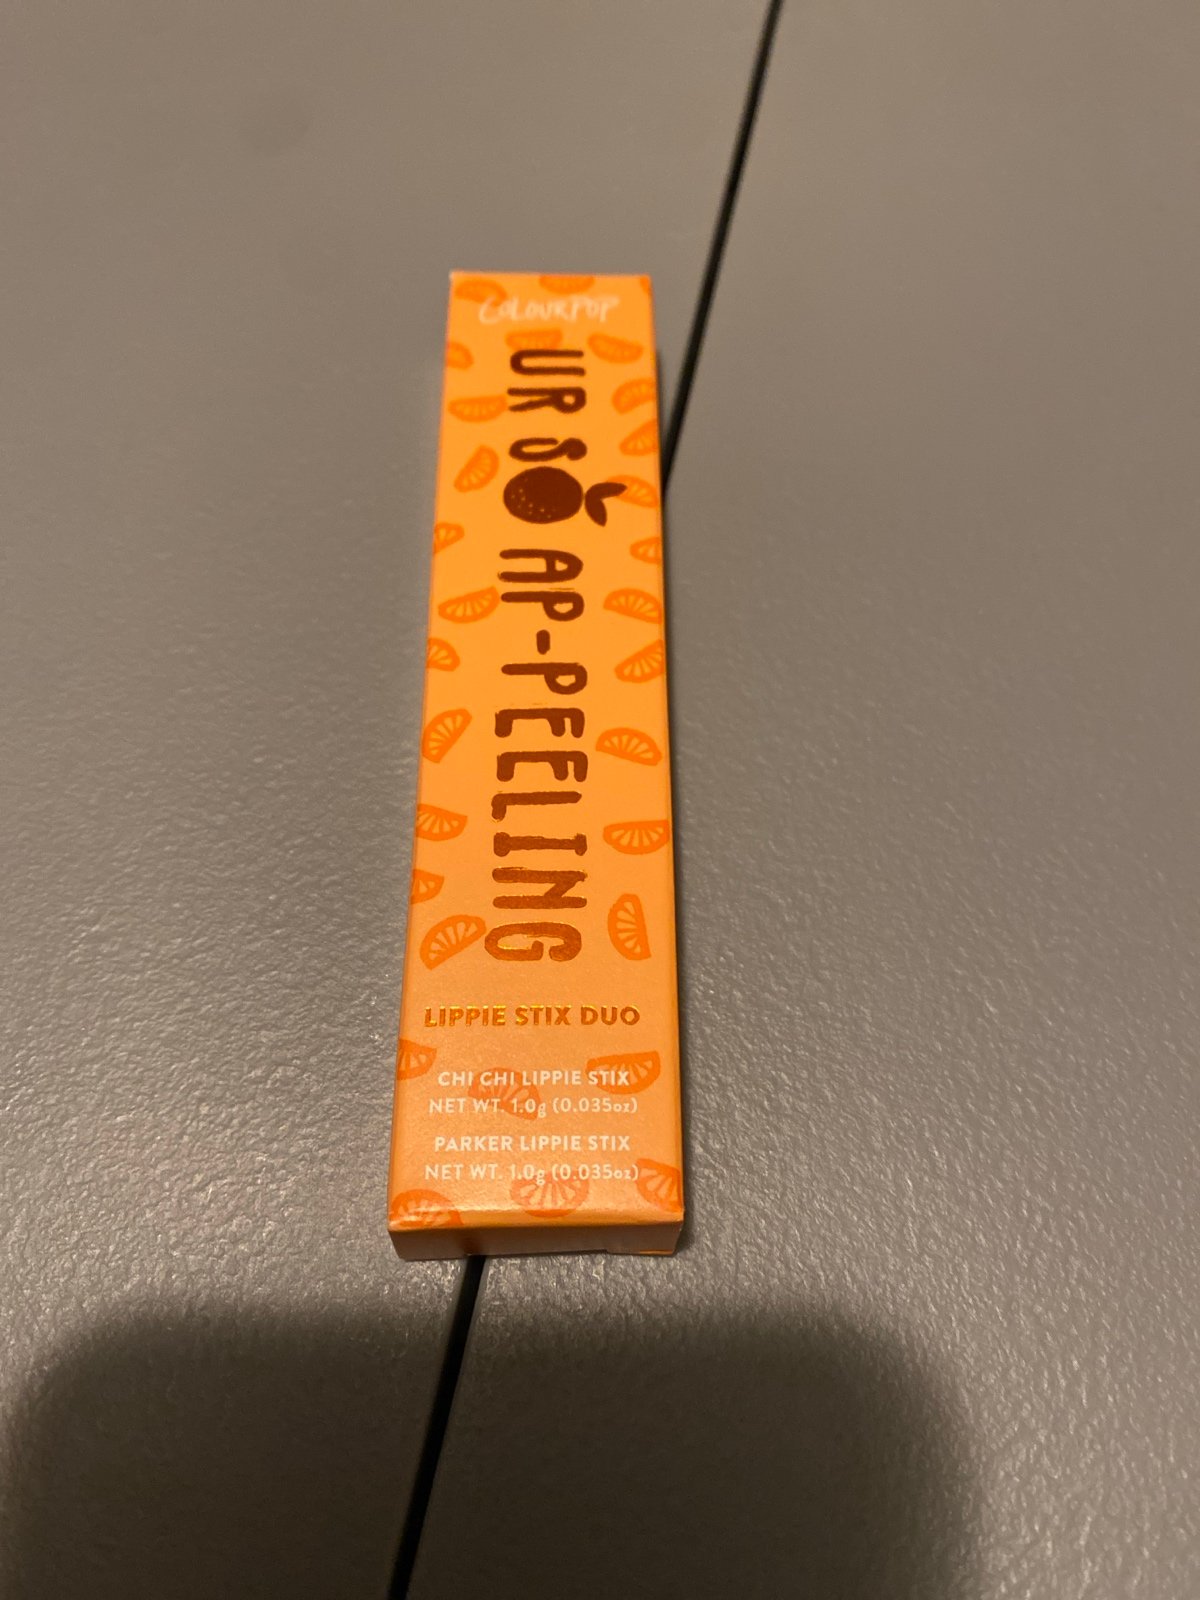 COLOURPOP
UR SO AP-PEELING
LIPPIE STIX DUO
CHI CHI LIPPIE STIX
NET WT. 1.0g (0.035oz)
PARKER LIPPIE STIX
NET WT. 1.0g (0.035oz)